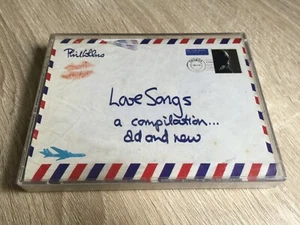 Phil Collins
Love Songs
a compilation...
old and new